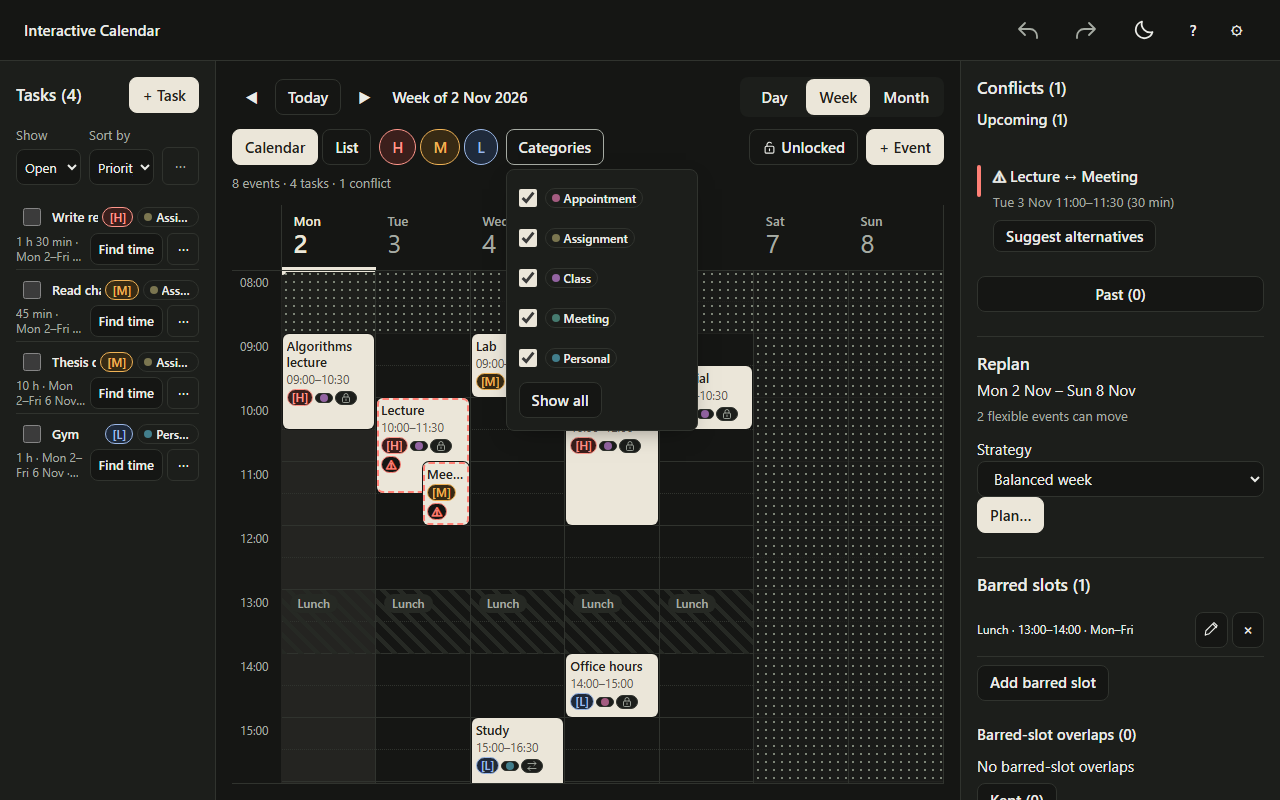 Interactive Calendar
?
Tasks (4)
+ Task
Show
Sort by
Open
Priorit
...
Write re [H] Assi...
1 h 30 min ·
Mon 2–Fri ...
Find time
...
Read cha [M] Ass...
45 min ·
Mon 2–Fri ...
Find time
...
Thesis c [M] Assi...
10 h · Mon
2–Fri 6 Nov...
Find time
...
Gym [L] Pers...
1 h · Mon 2–
Fri 6 Nov ·...
Find time
...
Today
Week of 2 Nov 2026
Day
Week
Month
Calendar
List
H
M
L
Categories
Unlocked
+ Event
8 events · 4 tasks · 1 conflict
Appointment
Assignment
Class
Meeting
Personal
Show all
Mon
2
Tue
3
Wed
4
Sat
7
Sun
8
08:00
09:00
10:00
11:00
12:00
13:00
14:00
15:00
Algorithms
lecture
09:00–10:30
[H]
Lecture
10:00–11:30
[H]
Mee...
[M]
Lab
09:00
[M]
[H]
ial
10:30
Lunch
Lunch
Lunch
Lunch
Lunch
Office hours
14:00–15:00
[L]
Study
15:00–16:30
[L]
Conflicts (1)
Upcoming (1)
Lecture ↔ Meeting
Tue 3 Nov 11:00–11:30 (30 min)
Suggest alternatives
Past (0)
Replan
Mon 2 Nov – Sun 8 Nov
2 flexible events can move
Strategy
Balanced week
Plan...
Barred slots (1)
Lunch · 13:00–14:00 · Mon–Fri
×
Add barred slot
Barred-slot overlaps (0)
No barred-slot overlaps
Kept (0)